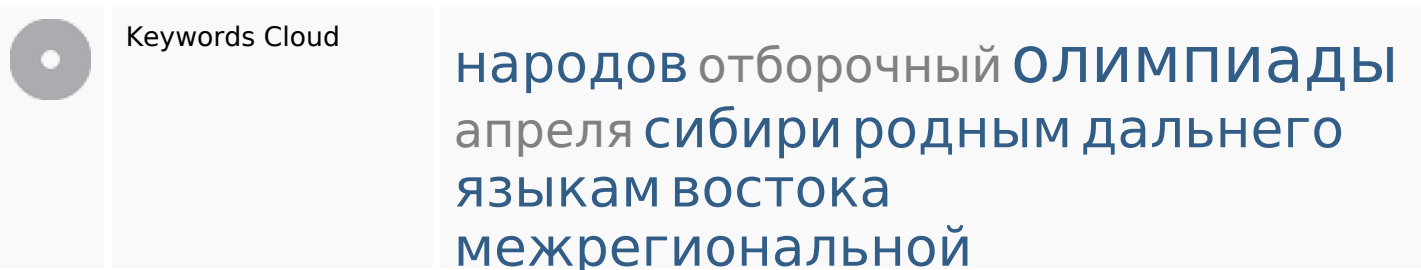 Keywords Cloud
народов отборочный олимпиады
апреля сибири родным дальнего
языкам востока
межрегиональной